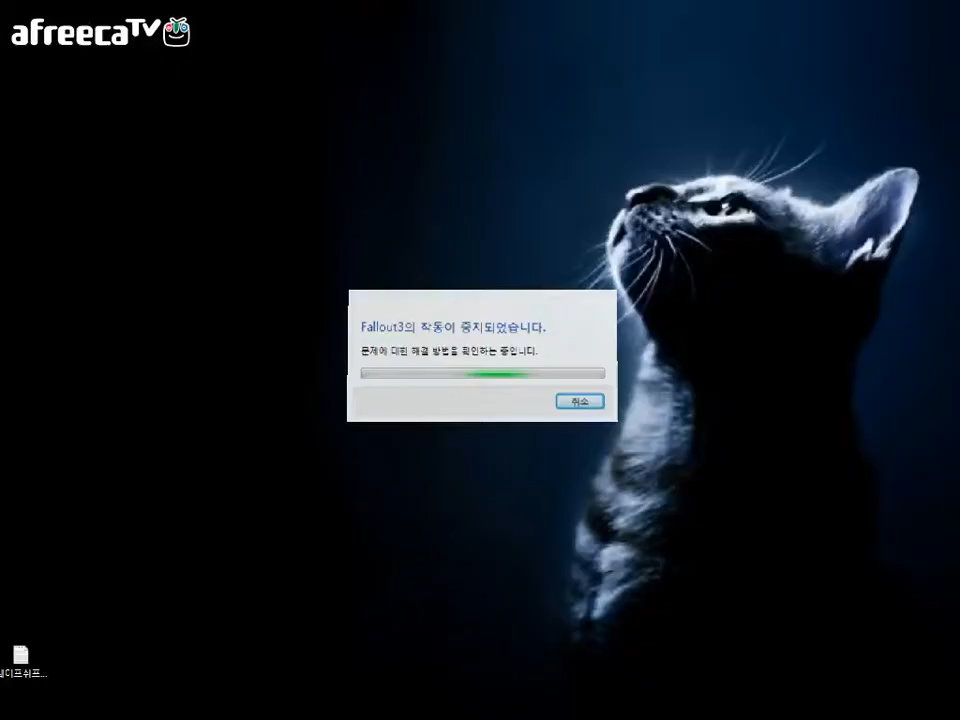 afreecaTV
Fallout3의 작동이 중지되었습니다.
문제에 대한 해결 방법을 확인하는 중입니다.
취소